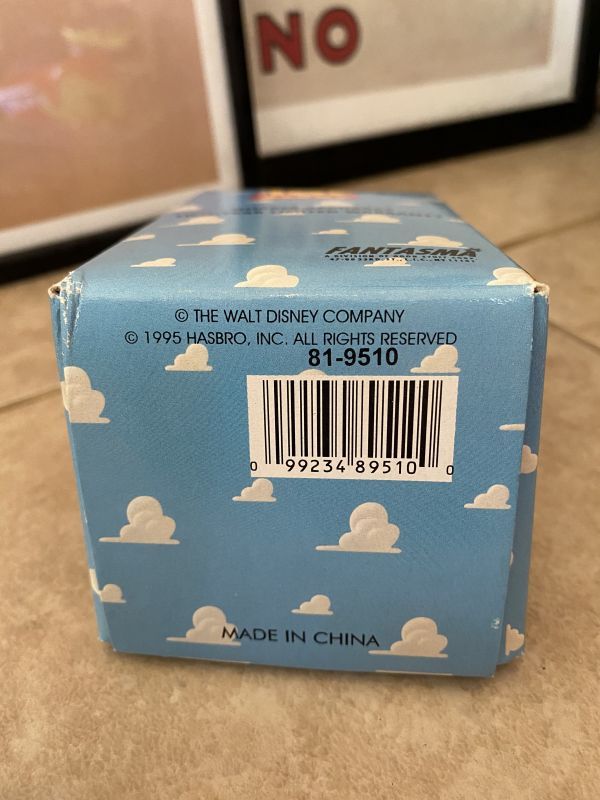 NO
FANTASMA
© THE WALT DISNEY COMPANY
© 1995 HASBRO, INC. ALL RIGHTS RESERVED
81-9510
0 99234 89510 0
MADE IN CHINA